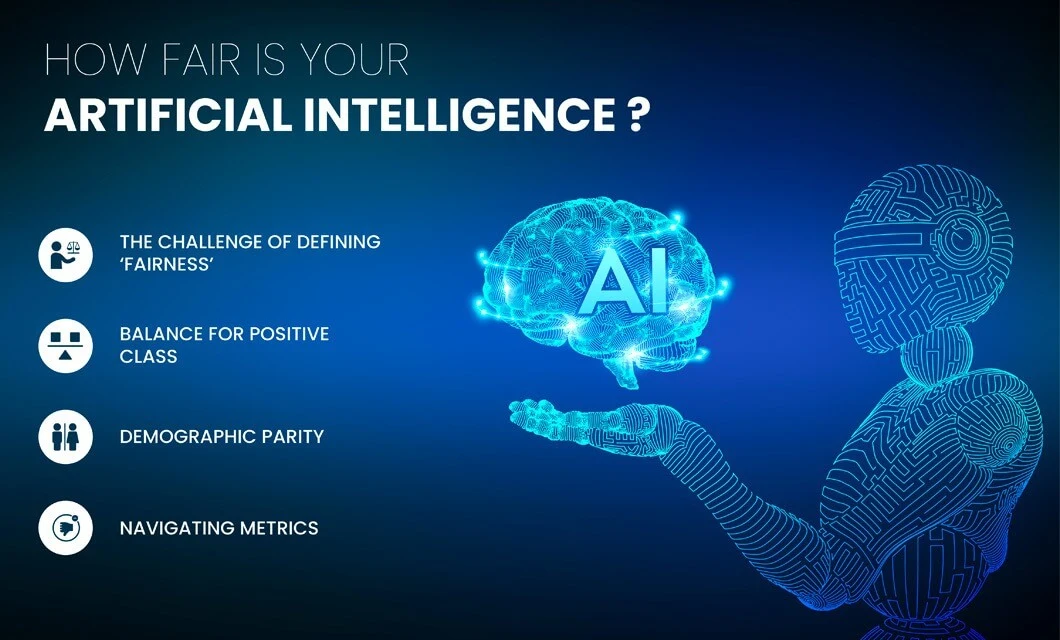 HOW FAIR IS YOUR
ARTIFICIAL INTELLIGENCE ?
THE CHALLENGE OF DEFINING
‘FAIRNESS’
BALANCE FOR POSITIVE
CLASS
DEMOGRAPHIC PARITY
NAVIGATING METRICS
AI